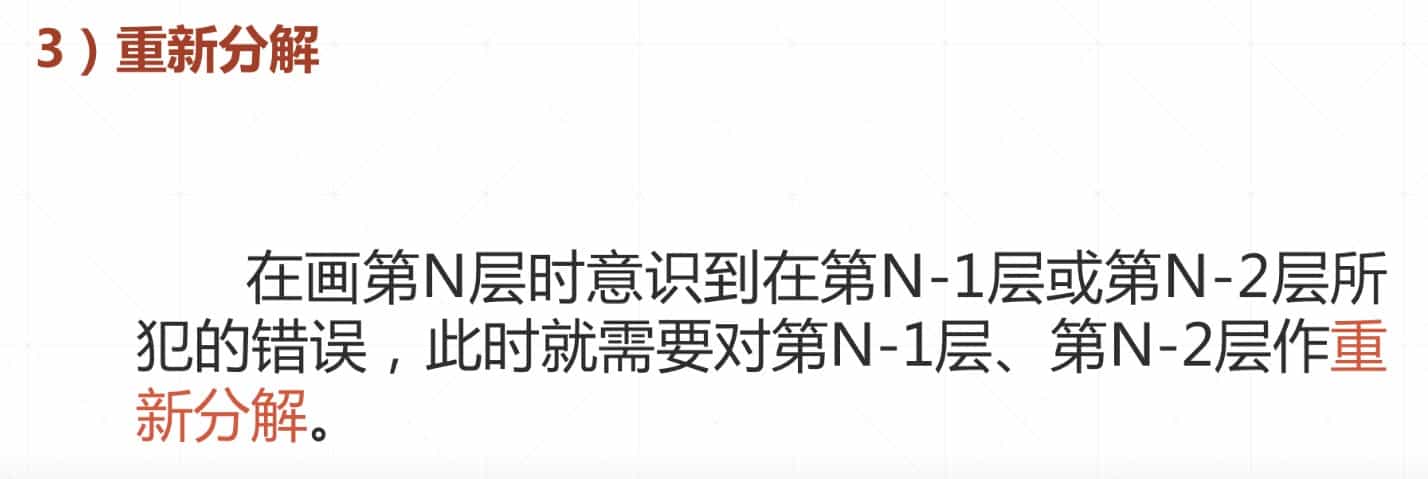 3）重新分解
在画第N层时意识到在第N-1层或第N-2层所
犯的错误，此时就需要对第N-1层、第N-2层作重
新分解。